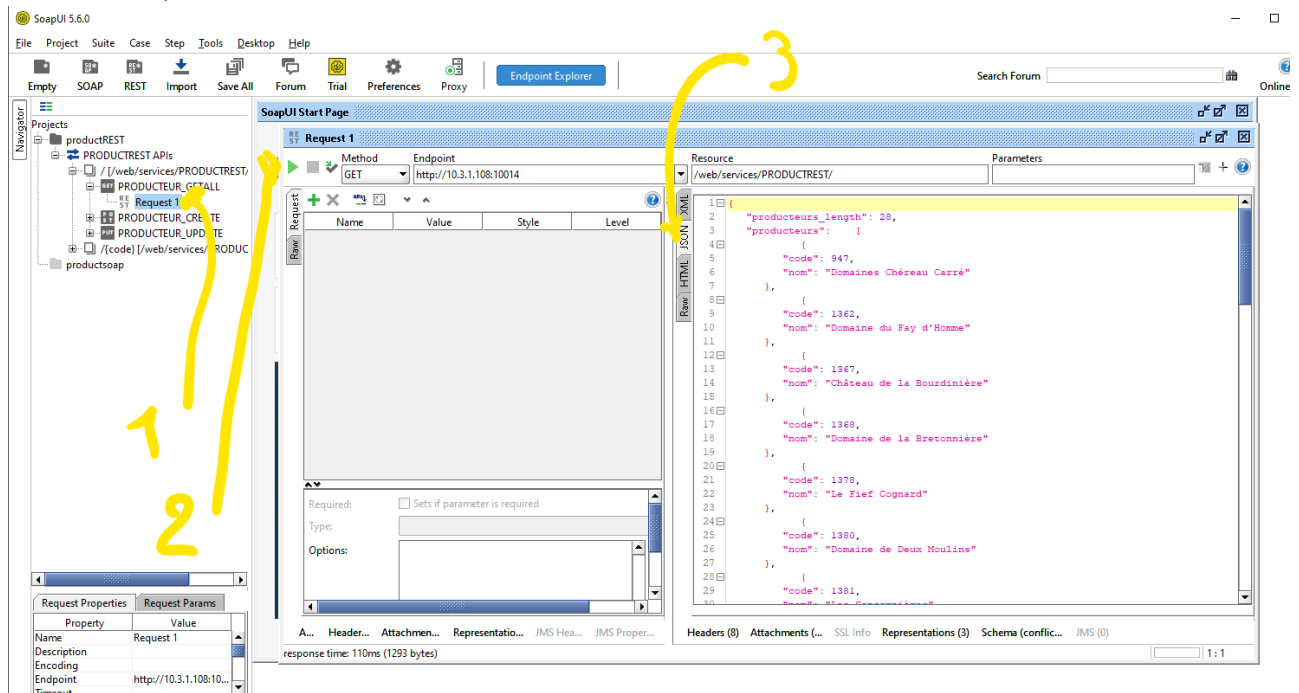 SoapUI 5.6.0
File Project Suite Case Step Tools Desktop Help
Empty SOAP REST Import Save All Forum Trial Preferences Proxy Endpoint Explorer Search Forum Online
3
Navigator
Projects
productREST
PRODUCTREST APIs
/ [/web/services/PRODUCTREST/
GET PRODUCTEUR_GETALL
Request 1
PRODUCTEUR_CREATE
PUT PRODUCTEUR_UPDATE
/{code} [/web/services/PRODUC
productsoap
1
2
Request Properties Request Params
Property Value
Name Request 1
Description
Encoding
Endpoint http://10.3.1.108:10...
Timeout
SoapUI Start Page
Request 1
Method Endpoint Resource Parameters
GET http://10.3.1.108:10014 /web/services/PRODUCTREST/
Request
Raw
Name Value Style Level
Required: Sets if parameter is required
Type:
Options:
A... Header... Attachmen... Representatio... JMS Hea... JMS Proper...
response time: 110ms (1293 bytes)
XML
JSON
HTML
Raw
1 {
2 "producteurs_length": 28,
3 "producteurs": [
4 {
5 "code": 947,
6 "nom": "Domaines Chéreau Carré"
7 },
8 {
9 "code": 1362,
10 "nom": "Domaine du Fay d'Homme"
11 },
12 {
13 "code": 1367,
14 "nom": "Château de la Bourdinière"
15 },
16 {
17 "code": 1368,
18 "nom": "Domaine de la Bretonnière"
19 },
20 {
21 "code": 1378,
22 "nom": "Le Fief Cognard"
23 },
24 {
25 "code": 1380,
26 "nom": "Domaine de Deux Moulins"
27 },
28 {
29 "code": 1381,
Headers (8) Attachments (... SSL Info Representations (3) Schema (conflic... JMS (0)
1 : 1